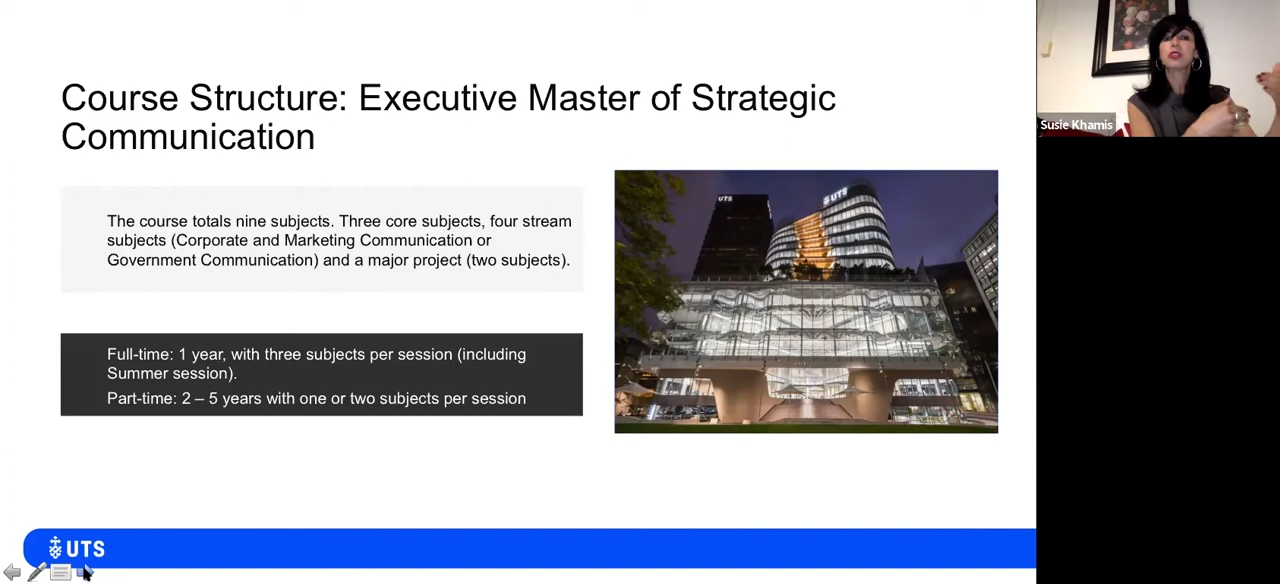 Course Structure: Executive Master of Strategic
Communication
The course totals nine subjects. Three core subjects, four stream
subjects (Corporate and Marketing Communication or
Government Communication) and a major project (two subjects).
Full-time: 1 year, with three subjects per session (including
Summer session).
Part-time: 2 – 5 years with one or two subjects per session
UTS
UTS
UTS
Susie Khamis